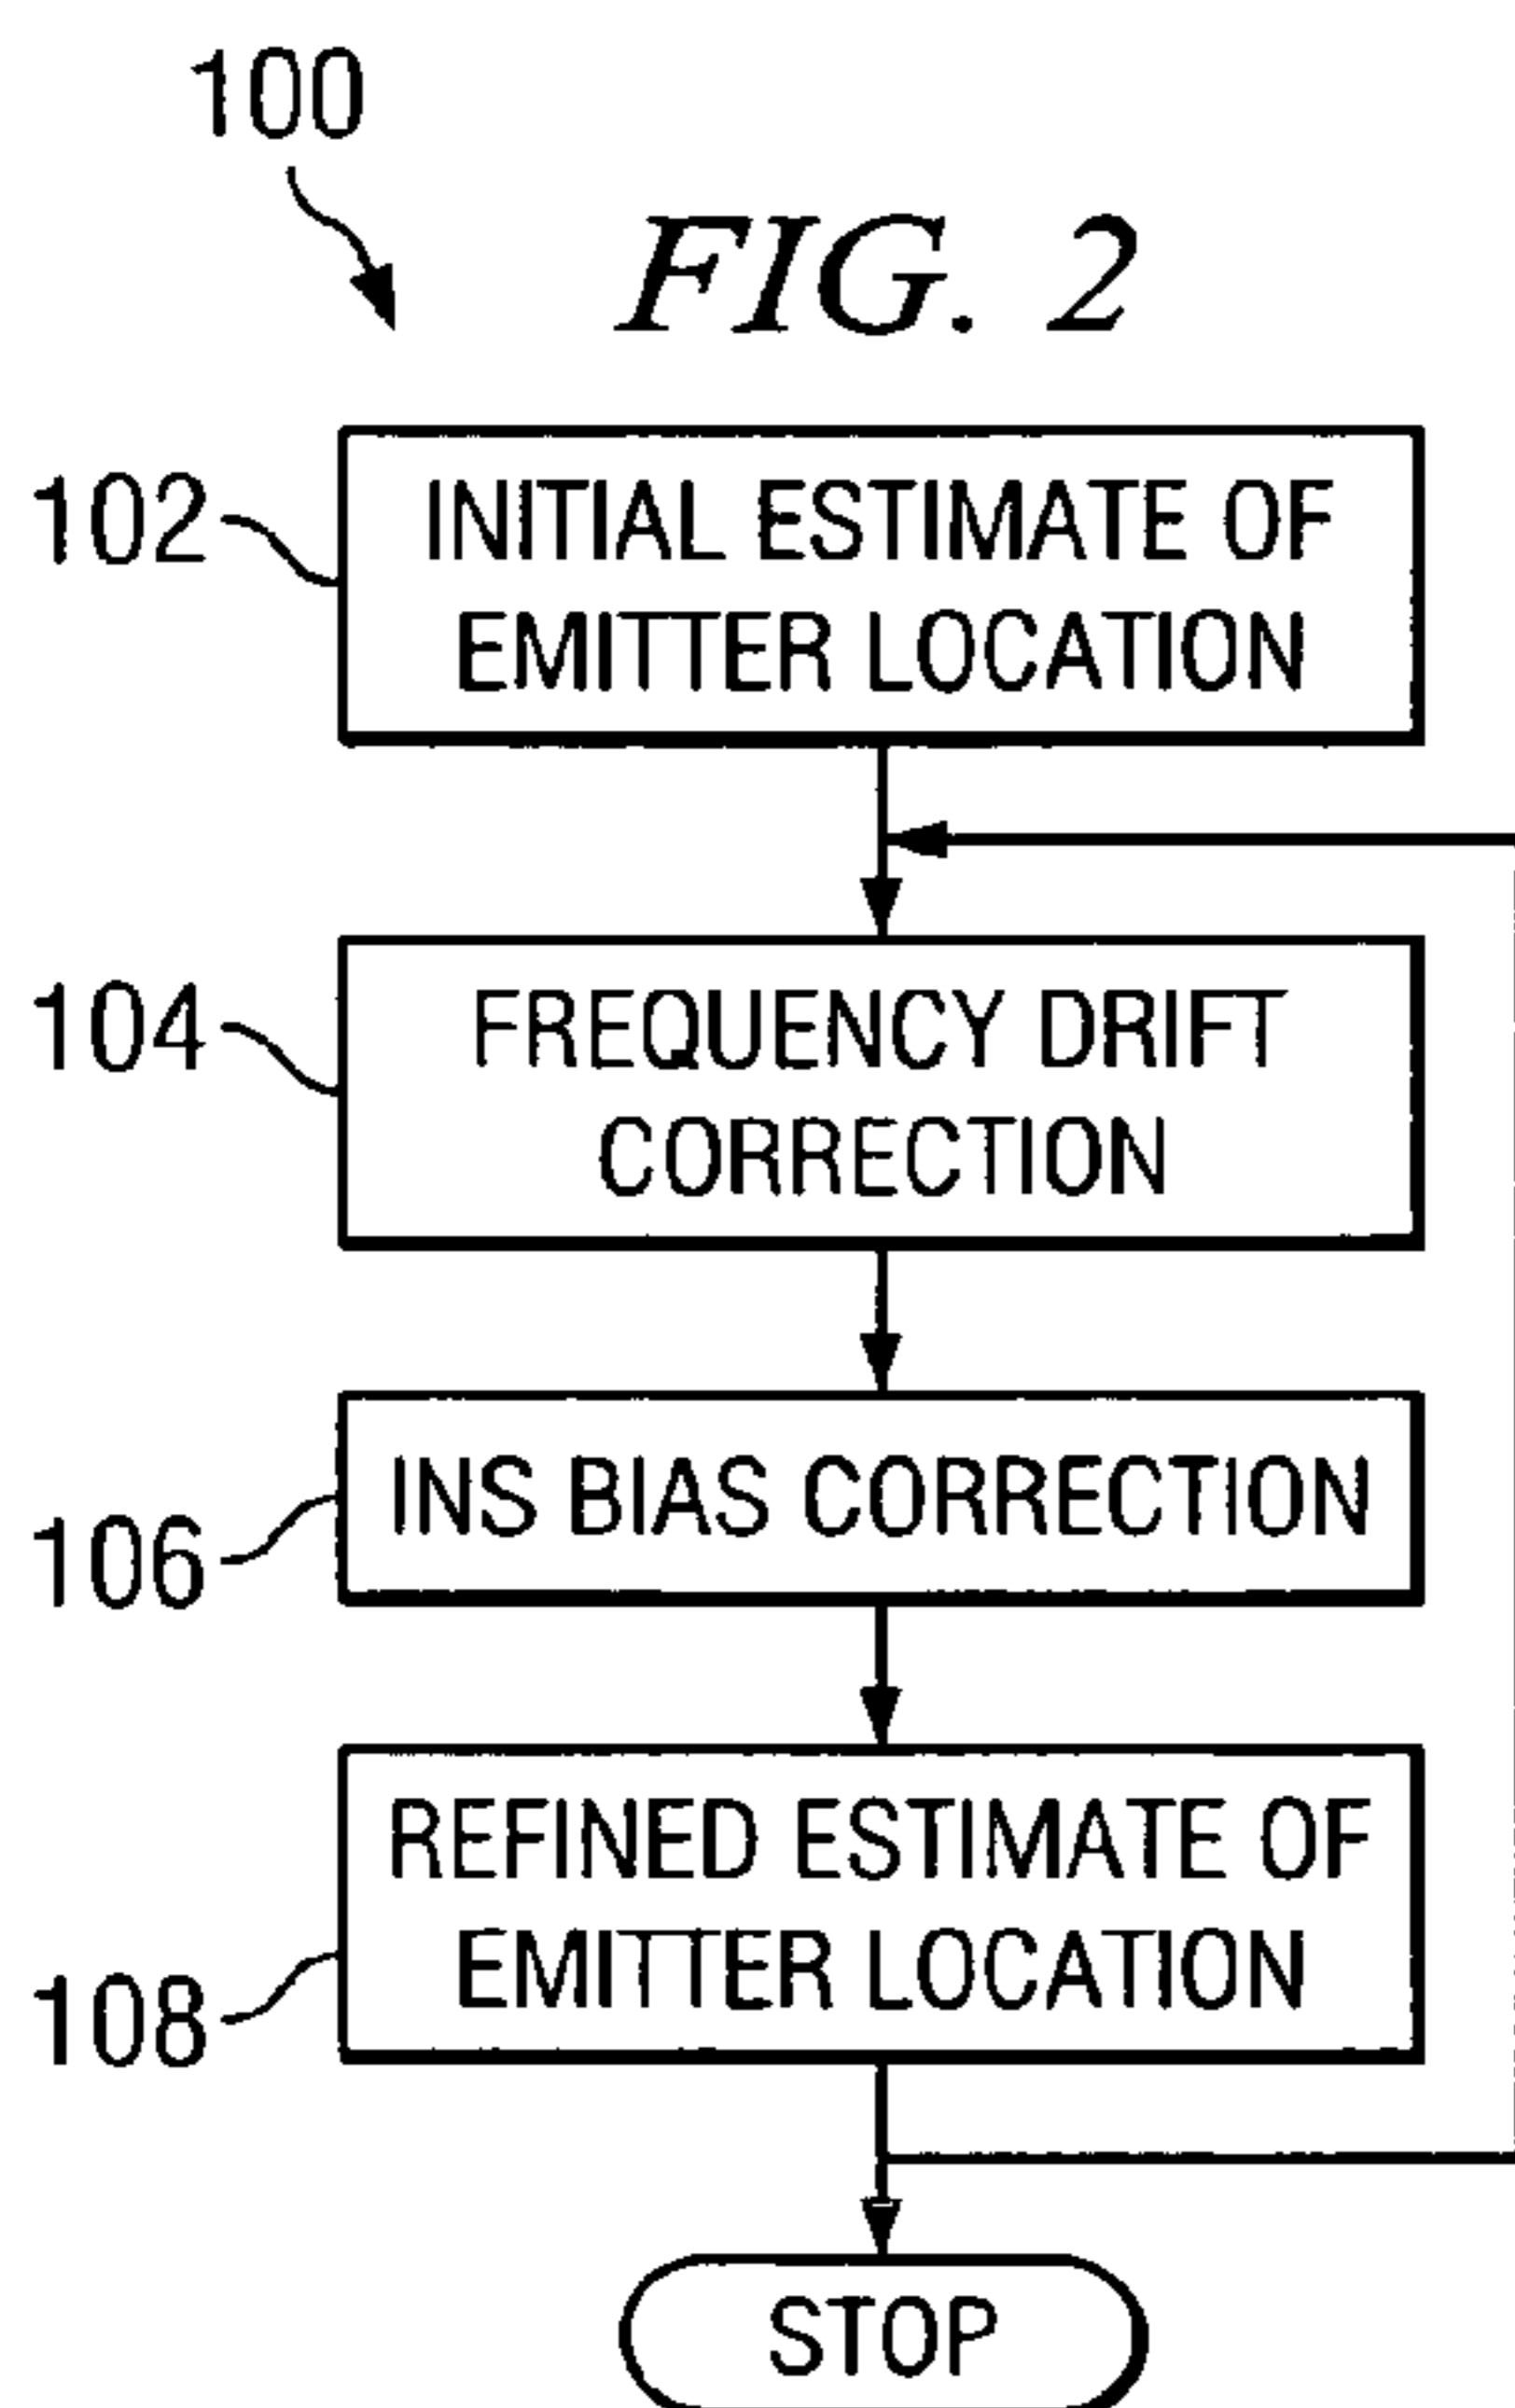 100
FIG. 2
102
INITIAL ESTIMATE OF
EMITTER LOCATION
104
FREQUENCY DRIFT
CORRECTION
106
INS BIAS CORRECTION
108
REFINED ESTIMATE OF
EMITTER LOCATION
STOP